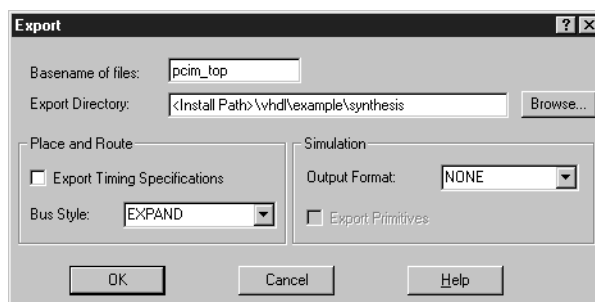 Export
Basename of files: pcim_top
Export Directory: <Install Path>\vhdl\example\synthesis Browse...
Place and Route
Export Timing Specifications
Bus Style: EXPAND
Simulation
Output Format: NONE
Export Primitives
OK Cancel Help